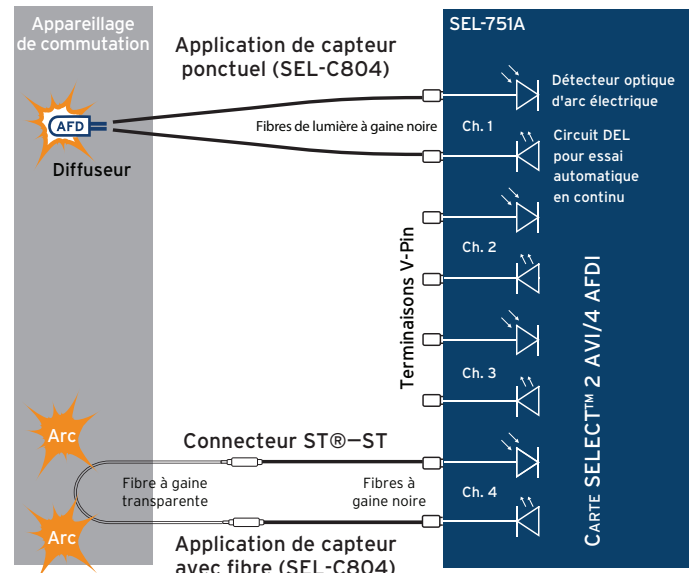 Appareillage
de commutation
Application de capteur
ponctuel (SEL-C804)
SEL-751A
AFD
Diffuseur
Fibres de lumière à gaine noire
Ch. 1
Détecteur optique
d'arc électrique
Circuit DEL
pour essai
automatique
en continu
Terminaisons V-Pin
Ch. 2
Ch. 3
CARTE SELECT™ 2 AVI/4 AFDI
Arc
Connecteur ST®—ST
Fibre à gaine
transparente
Fibres à
gaine noire
Ch. 4
Arc
Application de capteur
avec fibre (SEL-C804)